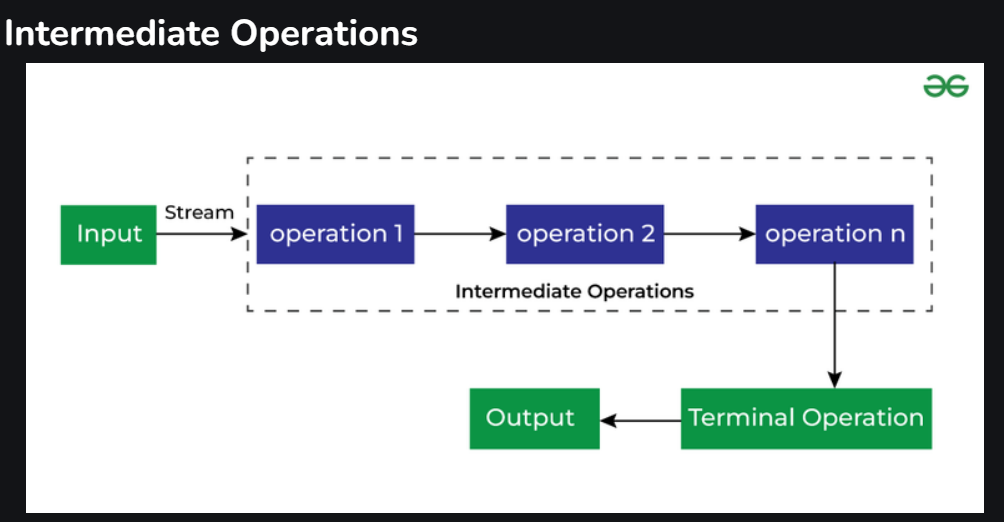 Intermediate Operations
Stream
Input
operation 1
operation 2
operation n
Intermediate Operations
Output
Terminal Operation